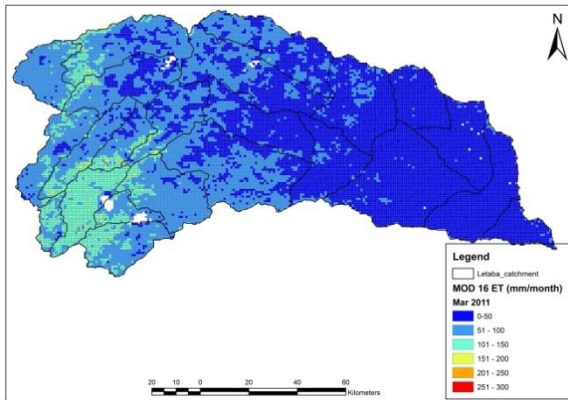 N
Legend
Letaba_catchment
MOD 16 ET (mm/month)
Mar 2011
0-50
51 - 100
101 - 150
151 - 200
201 - 250
251 - 300
20 10 0 20 40 60
Kilometers